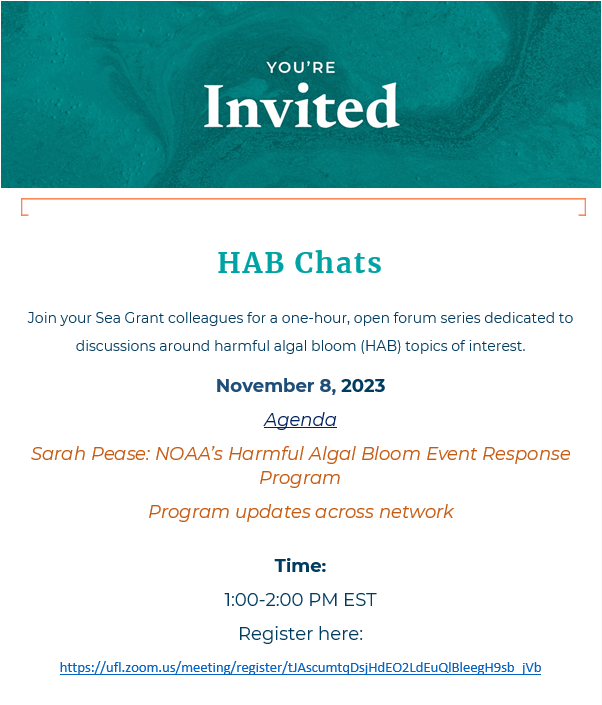 YOU'RE
Invited
HAB Chats
Join your Sea Grant colleagues for a one-hour, open forum series dedicated to
discussions around harmful algal bloom (HAB) topics of interest.
November 8, 2023
Agenda
Sarah Pease: NOAA's Harmful Algal Bloom Event Response
Program
Program updates across network
Time:
1:00-2:00 PM EST
Register here:
https://ufl.zoom.us/meeting/register/tJAscumtqDsjHdEO2LdEuQlBleegH9sb_jVb